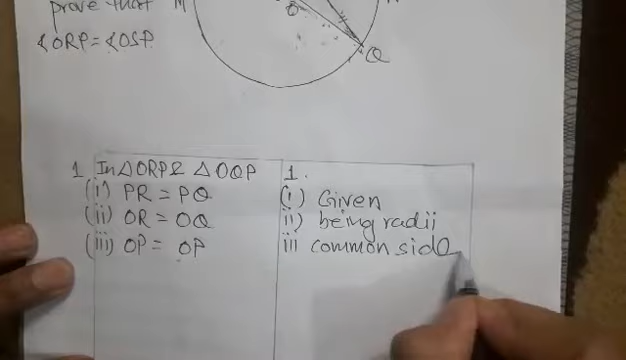 prove that M
O
∢ORP = ∢OSP
Q
1 In △ORP & △OQP 1.
(i) PR = PQ (i) Given
(ii) OR = OQ ii) being radii
(iii) OP = OP iii common side